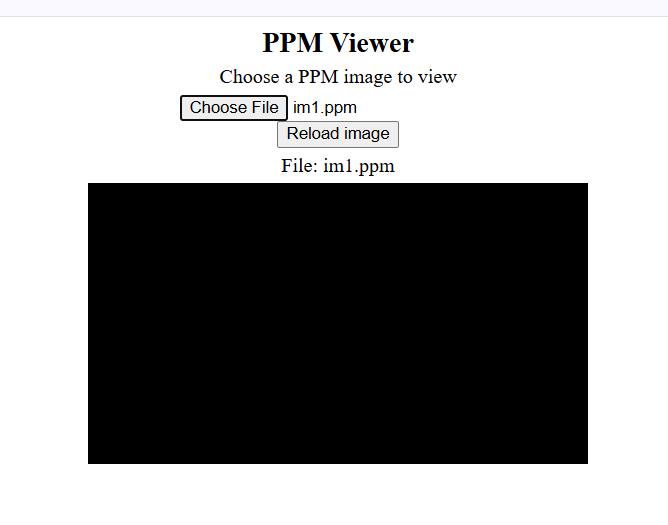 PPM Viewer
Choose a PPM image to view
Choose File im1.ppm
Reload image
File: im1.ppm